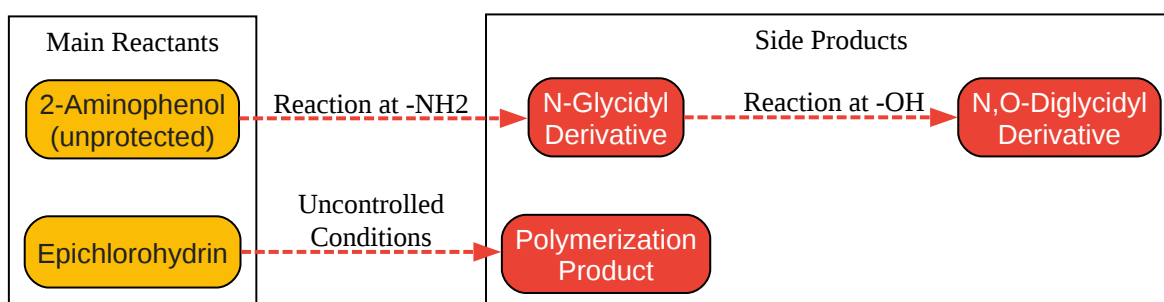 Main Reactants
Side Products
2-Aminophenol
(unprotected)
Reaction at -NH2
N-Glycidyl
Derivative
Reaction at -OH
N,O-Diglycidyl
Derivative
Epichlorohydrin
Uncontrolled
Conditions
Polymerization
Product